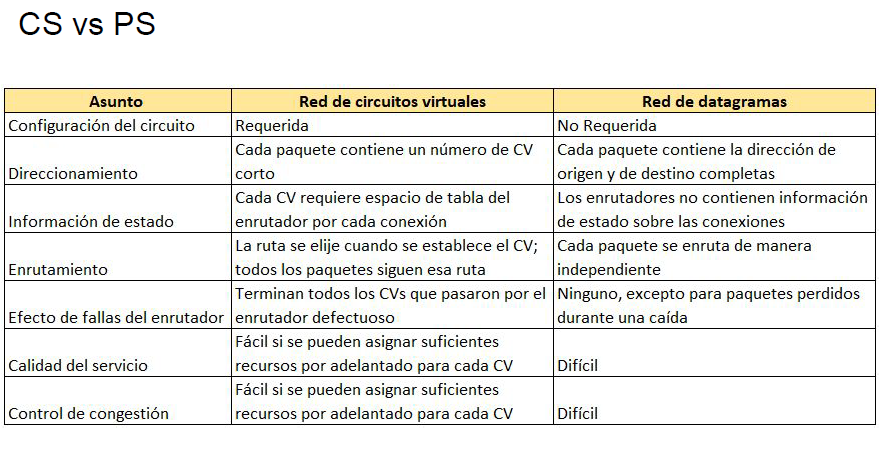 CS vs PS
Asunto Red de circuitos virtuales Red de datagramas
Configuración del circuito Requerida No Requerida
Direccionamiento
Cada paquete contiene un número de CV
corto
Cada paquete contiene la dirección de
origen y de destino completas
Información de estado
Cada CV requiere espacio de tabla del
enrutador por cada conexión
Los enrutadores no contienen información
de estado sobre las conexiones
Enrutamiento
La ruta se elije cuando se establece el CV;
todos los paquetes siguen esa ruta
Cada paquete se enruta de manera
independiente
Efecto de fallas del enrutador
Terminan todos los CVs que pasaron por el
enrutador defectuoso
Ninguno, excepto para paquetes perdidos
durante una caída
Calidad del servicio
Fácil si se pueden asignar suficientes
recursos por adelantado para cada CV
Difícil
Control de congestión
Fácil si se pueden asignar suficientes
recursos por adelantado para cada CV
Difícil